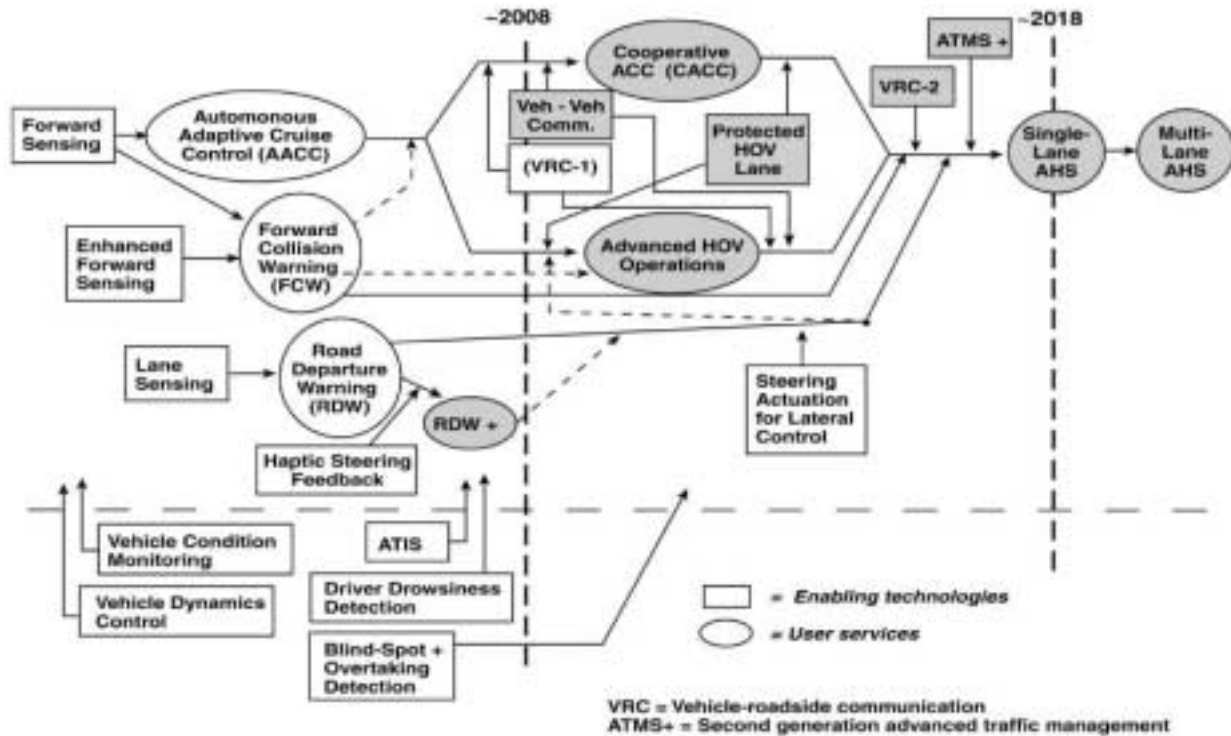 ~2008
~2018
ATMS +
Cooperative
ACC (CACC)
VRC-2
Forward
Sensing
Automonous
Adaptive Cruise
Control (AACC)
Veh - Veh
Comm.
Protected
HOV
Lane
Single-
Lane
AHS
Multi-
Lane
AHS
(VRC-1)
Enhanced
Forward
Sensing
Forward
Collision
Warning
(FCW)
Advanced HOV
Operations
Lane
Sensing
Road
Departure
Warning
(RDW)
RDW +
Steering
Actuation
for Lateral
Control
Haptic Steering
Feedback
Vehicle Condition
Monitoring
ATIS
Vehicle Dynamics
Control
Driver Drowsiness
Detection
Blind-Spot +
Overtaking
Detection
= Enabling technologies
= User services
VRC = Vehicle-roadside communication
ATMS+ = Second generation advanced traffic management